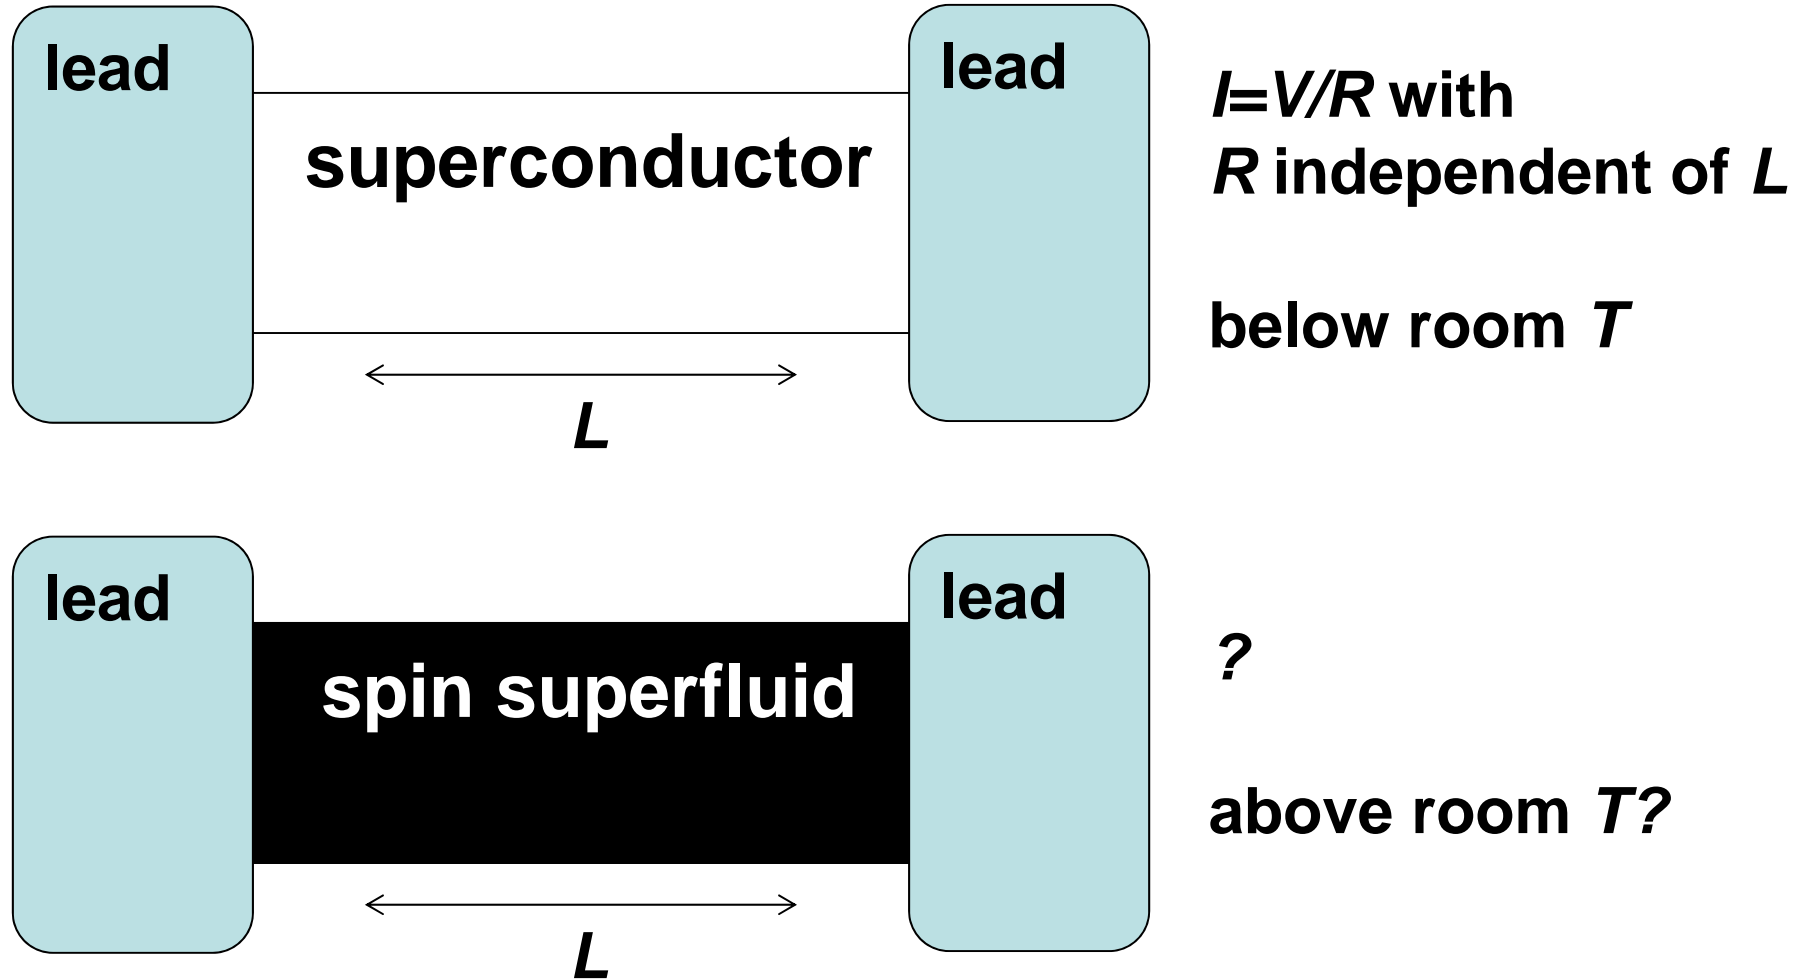 lead
lead
superconductor
I=V/R with
R independent of L
below room T
L
lead
lead
spin superfluid
?
above room T?
L